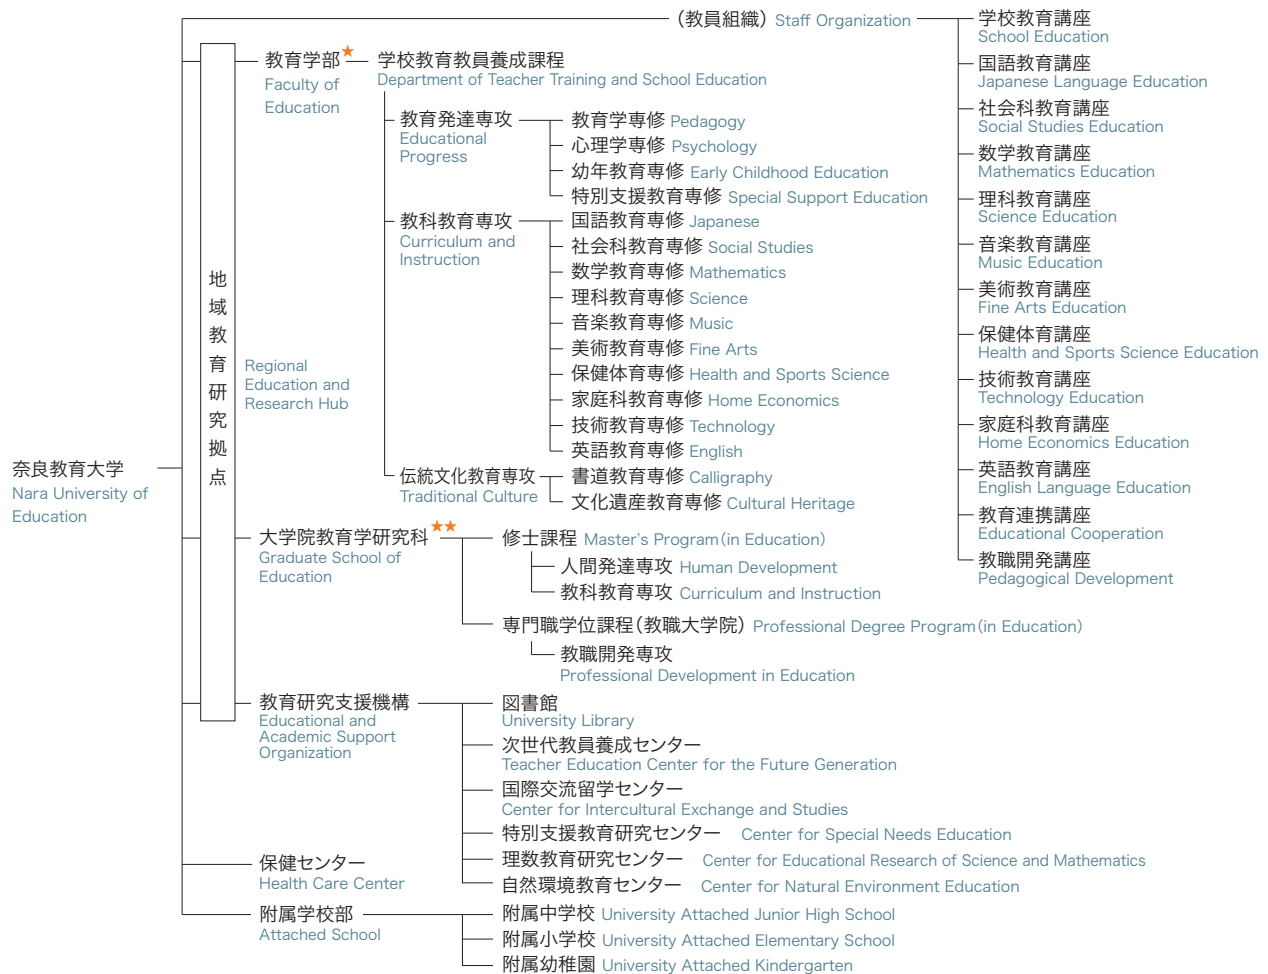 （教員組織） Staff Organization
学校教育講座
School Education
国語教育講座
Japanese Language Education
社会科教育講座
Social Studies Education
数学教育講座
Mathematics Education
理科教育講座
Science Education
音楽教育講座
Music Education
美術教育講座
Fine Arts Education
保健体育講座
Health and Sports Science Education
技術教育講座
Technology Education
家庭科教育講座
Home Economics Education
英語教育講座
English Language Education
教育連携講座
Educational Cooperation
教職開発講座
Pedagogical Development
奈良教育大学
Nara University of
Education
地域教育研究拠点
Regional
Education and
Research Hub
教育学部★
Faculty of
Education
学校教育教員養成課程
Department of Teacher Training and School Education
教育発達専攻
Educational
Progress
教育学専修 Pedagogy
心理学専修 Psychology
幼年教育専修 Early Childhood Education
特別支援教育専修 Special Support Education
教科教育専攻
Curriculum and
Instruction
国語教育専修 Japanese
社会科教育専修 Social Studies
数学教育専修 Mathematics
理科教育専修 Science
音楽教育専修 Music
美術教育専修 Fine Arts
保健体育専修 Health and Sports Science
家庭科教育専修 Home Economics
技術教育専修 Technology
英語教育専修 English
伝統文化教育専攻
Traditional Culture
書道教育専修 Calligraphy
文化遺産教育専修 Cultural Heritage
大学院教育学研究科★★
Graduate School of
Education
修士課程 Master's Program（in Education）
人間発達専攻 Human Development
教科教育専攻 Curriculum and Instruction
専門職学位課程（教職大学院） Professional Degree Program（in Education）
教職開発専攻
Professional Development in Education
教育研究支援機構
Educational and
Academic Support
Organization
図書館
University Library
次世代教員養成センター
Teacher Education Center for the Future Generation
国際交流留学センター
Center for Intercultural Exchange and Studies
特別支援教育研究センター Center for Special Needs Education
理数教育研究センター Center for Educational Research of Science and Mathematics
自然環境教育センター Center for Natural Environment Education
保健センター
Health Care Center
附属学校部
Attached School
附属中学校 University Attached Junior High School
附属小学校 University Attached Elementary School
附属幼稚園 University Attached Kindergarten